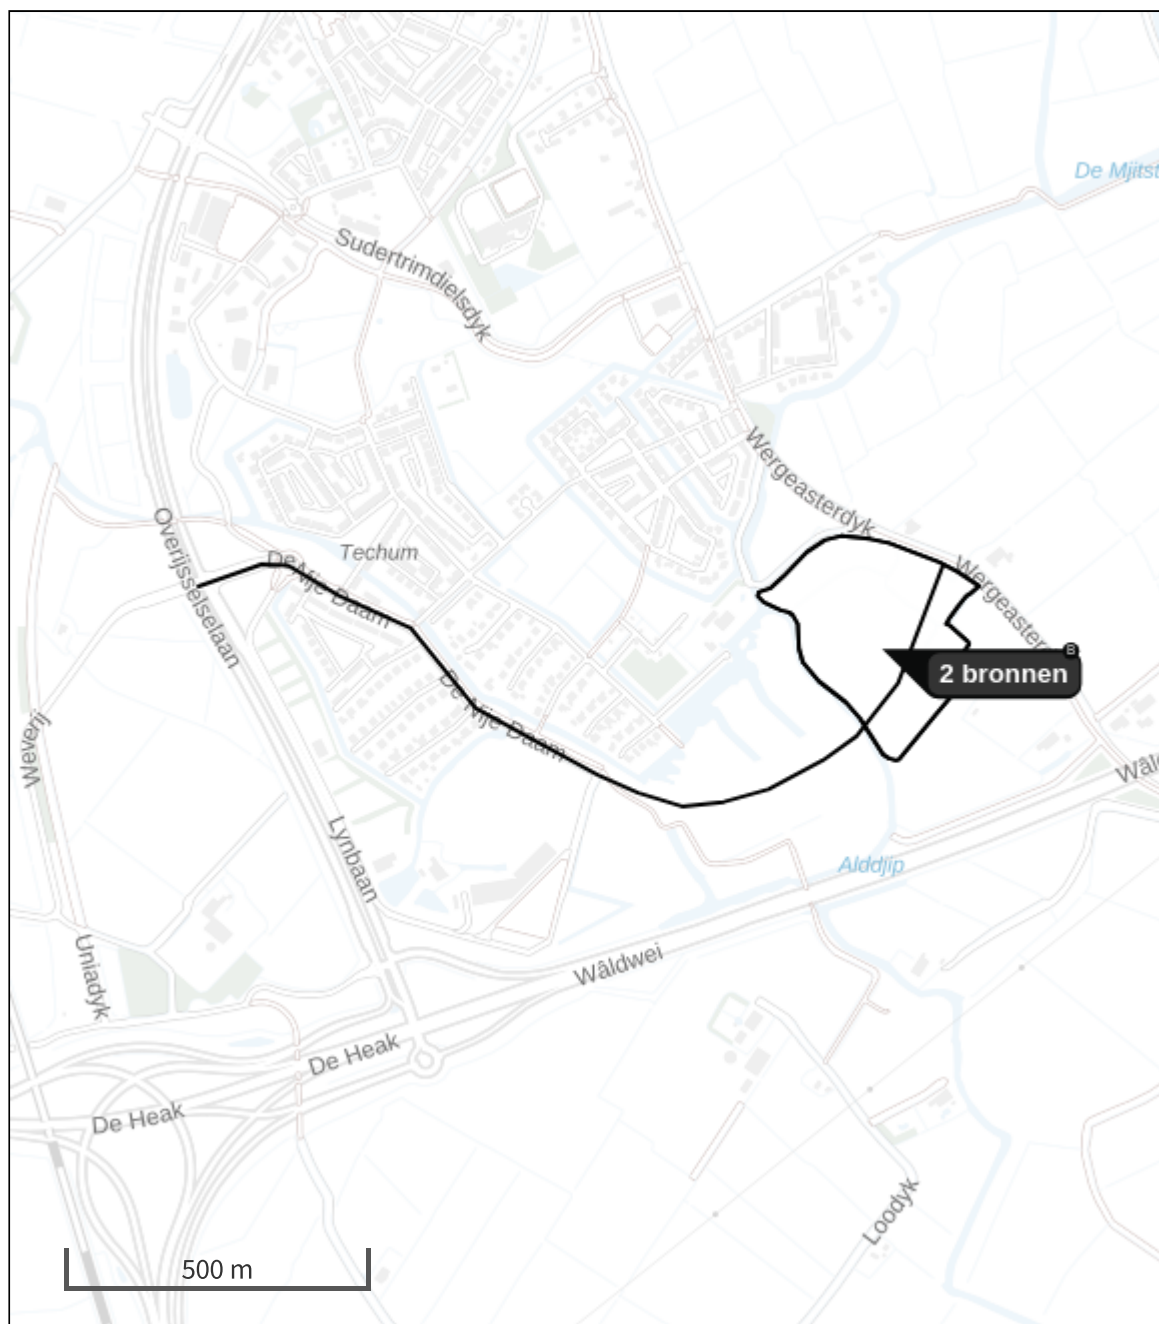 De Mjitst
Sudertrimdielsdyk
Wergeasterdyk
Overijsselselaan
Techum
De Nije Daam
Wergeaster
B
2 bronnen
De Nije Daam
Weverij
Wâld
Lynbaan
Alddjip
Uniadyk
Wâldwei
De Heak
De Heak
Loodyk
500 m